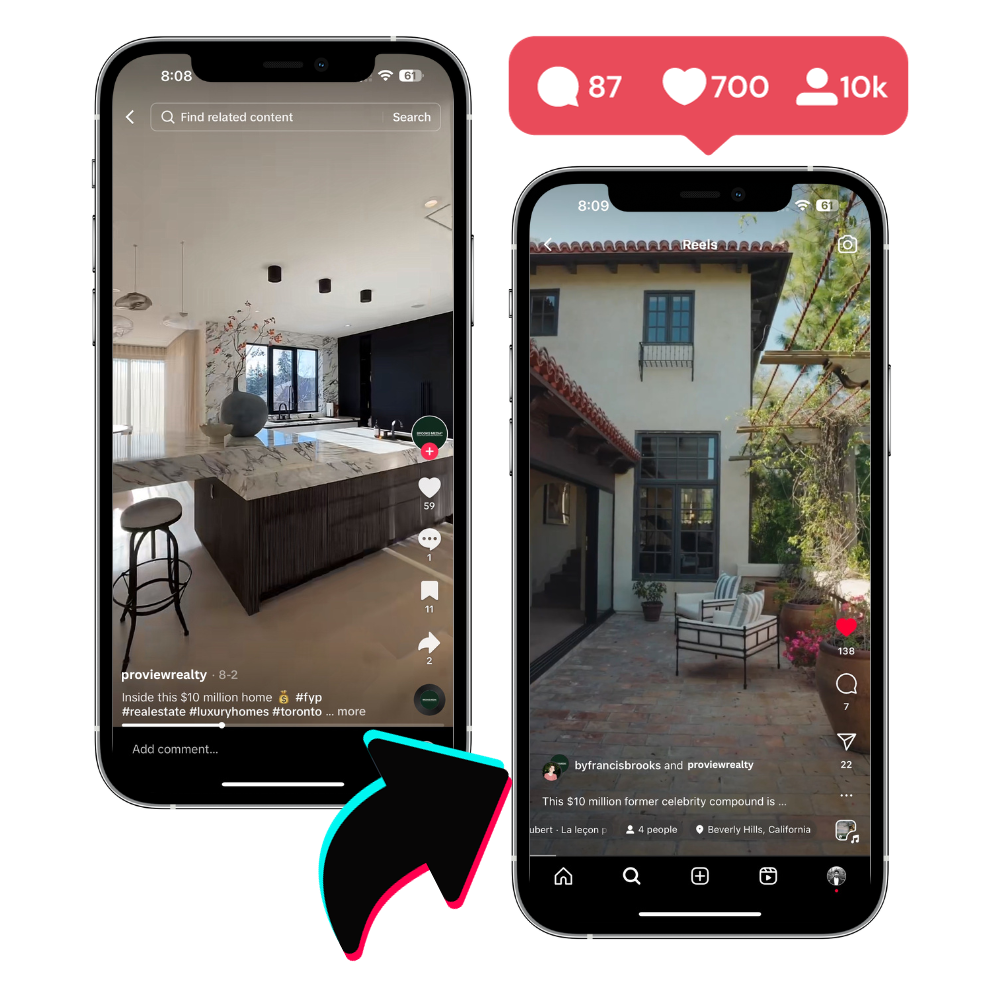 8:08
61
Find related content
Search
59
1
11
2
proviewrealty · 8-2
Inside this $10 million home 💰 #fyp
#realestate #luxuryhomes #toronto ... more
Add comment...
87
700
10k
8:09
61
Reels
138
7
22
byfrancisbrooks and proviewrealty
This $10 million former celebrity compound is ...
ubert · La leçon p
4 people
Beverly Hills, California